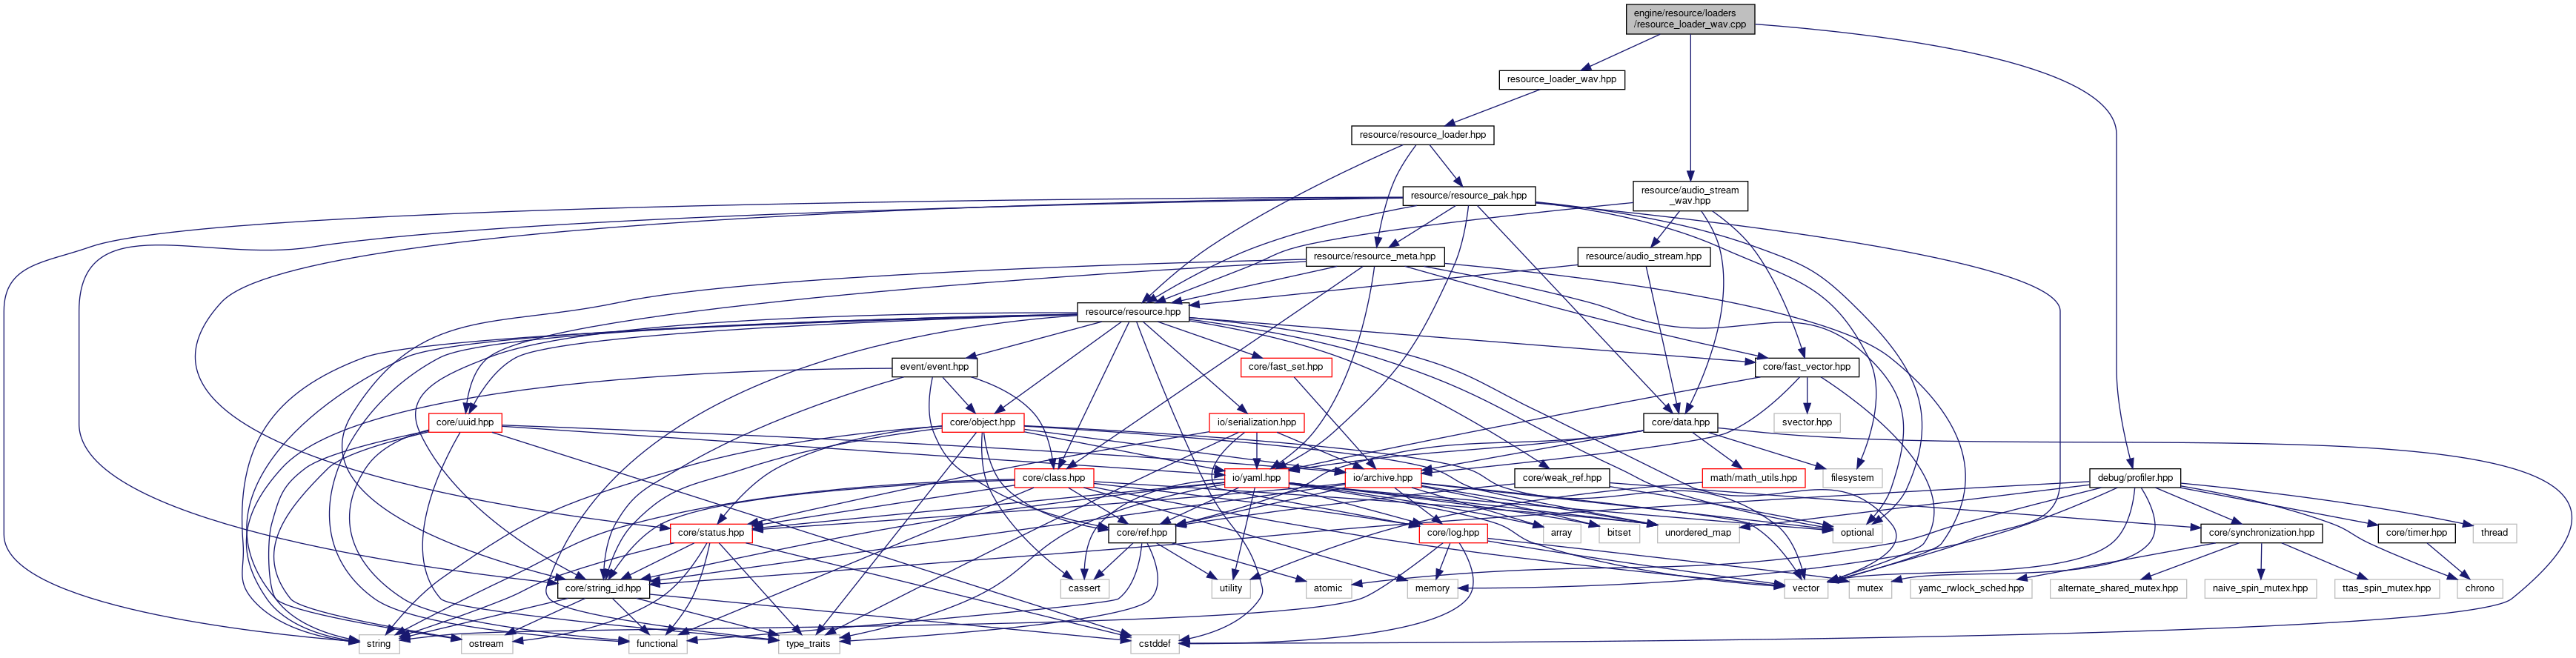 engine/resource/loaders
/resource_loader_wav.cpp
resource_loader_wav.hpp
resource/resource_loader.hpp
resource/resource_pak.hpp
resource/audio_stream
_wav.hpp
resource/resource_meta.hpp
resource/audio_stream.hpp
resource/resource.hpp
event/event.hpp
core/fast_set.hpp
core/fast_vector.hpp
core/uuid.hpp
core/object.hpp
io/serialization.hpp
core/data.hpp
svector.hpp
core/class.hpp
io/yaml.hpp
io/archive.hpp
core/weak_ref.hpp
math/math_utils.hpp
filesystem
debug/profiler.hpp
core/status.hpp
core/ref.hpp
core/log.hpp
array
bitset
unordered_map
optional
core/synchronization.hpp
core/timer.hpp
thread
core/string_id.hpp
cassert
utility
atomic
memory
vector
mutex
yamc_rwlock_sched.hpp
alternate_shared_mutex.hpp
naive_spin_mutex.hpp
ttas_spin_mutex.hpp
chrono
string
ostream
functional
type_traits
cstddef